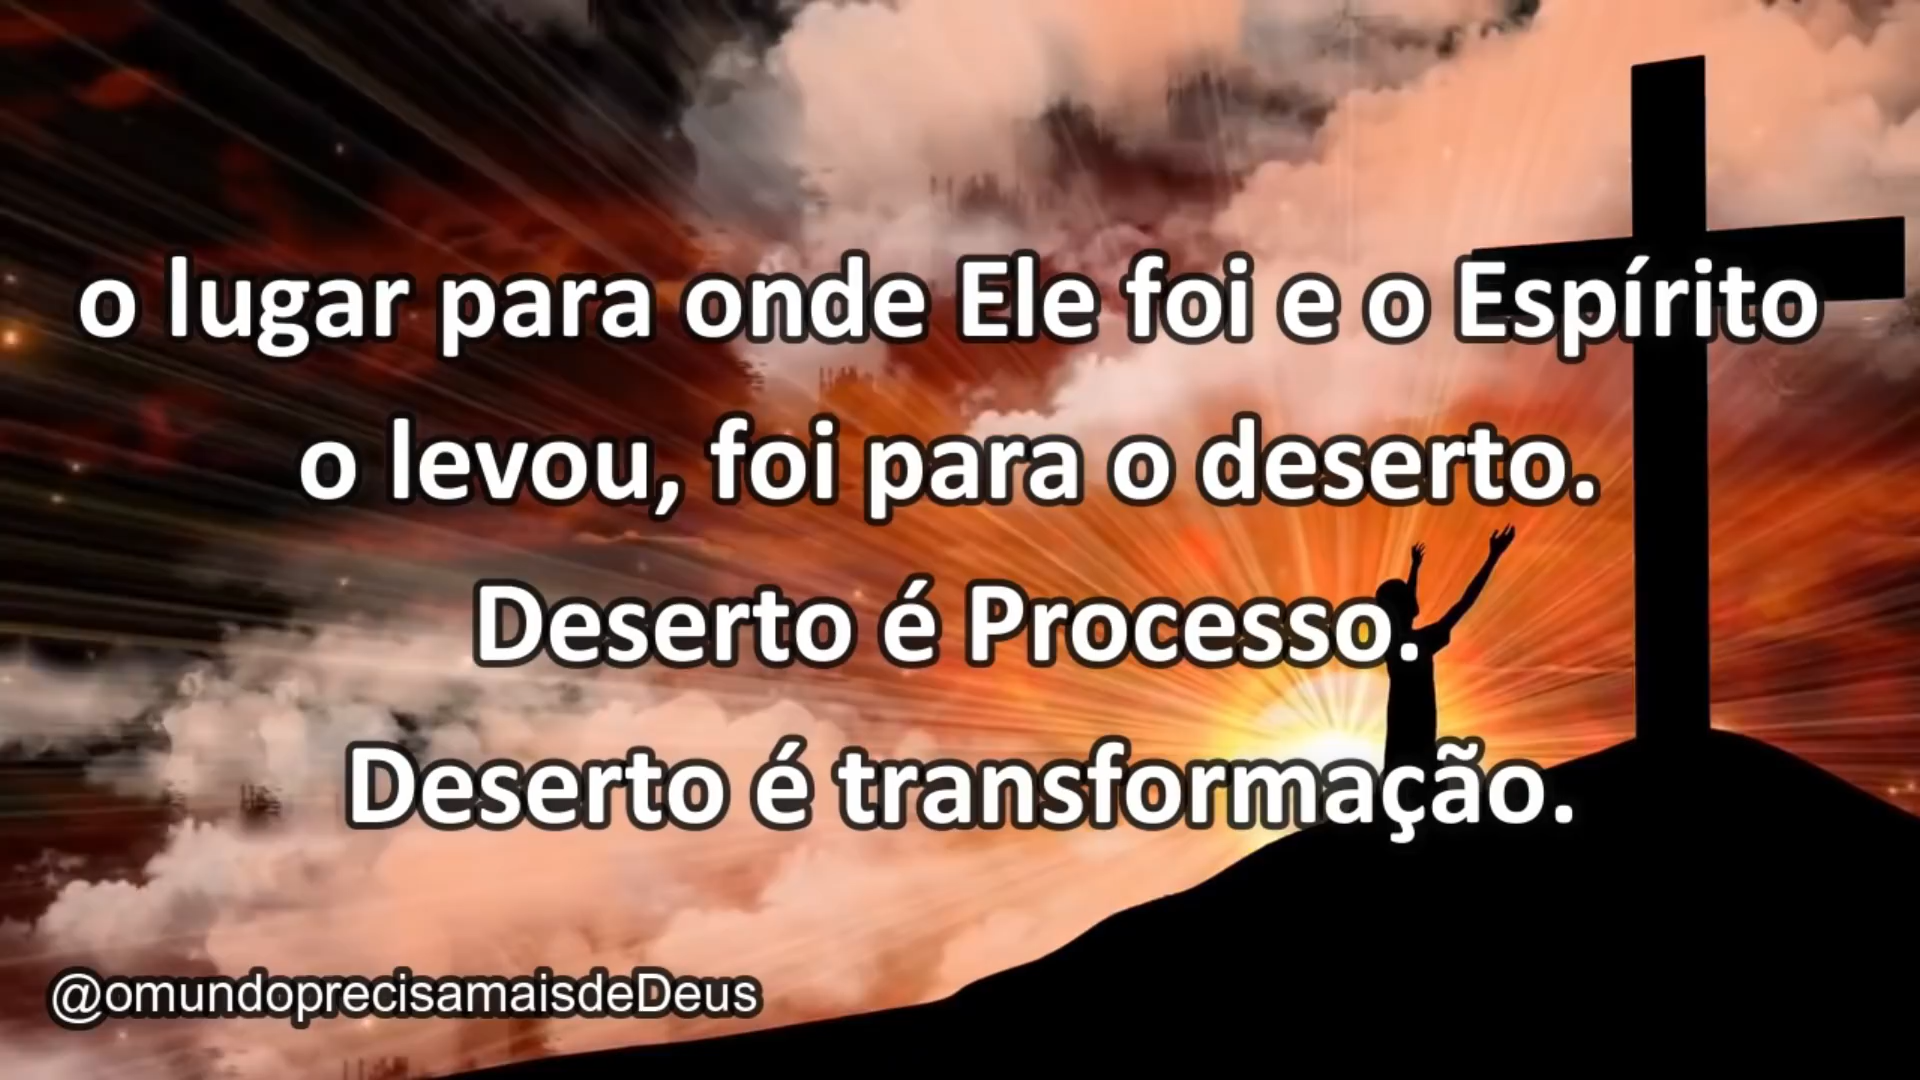 o lugar para onde Ele foi e o Espírito
o levou, foi para o deserto.
Deserto é Processo.
Deserto é transformação.
@omundoprecisamaisdeDeus